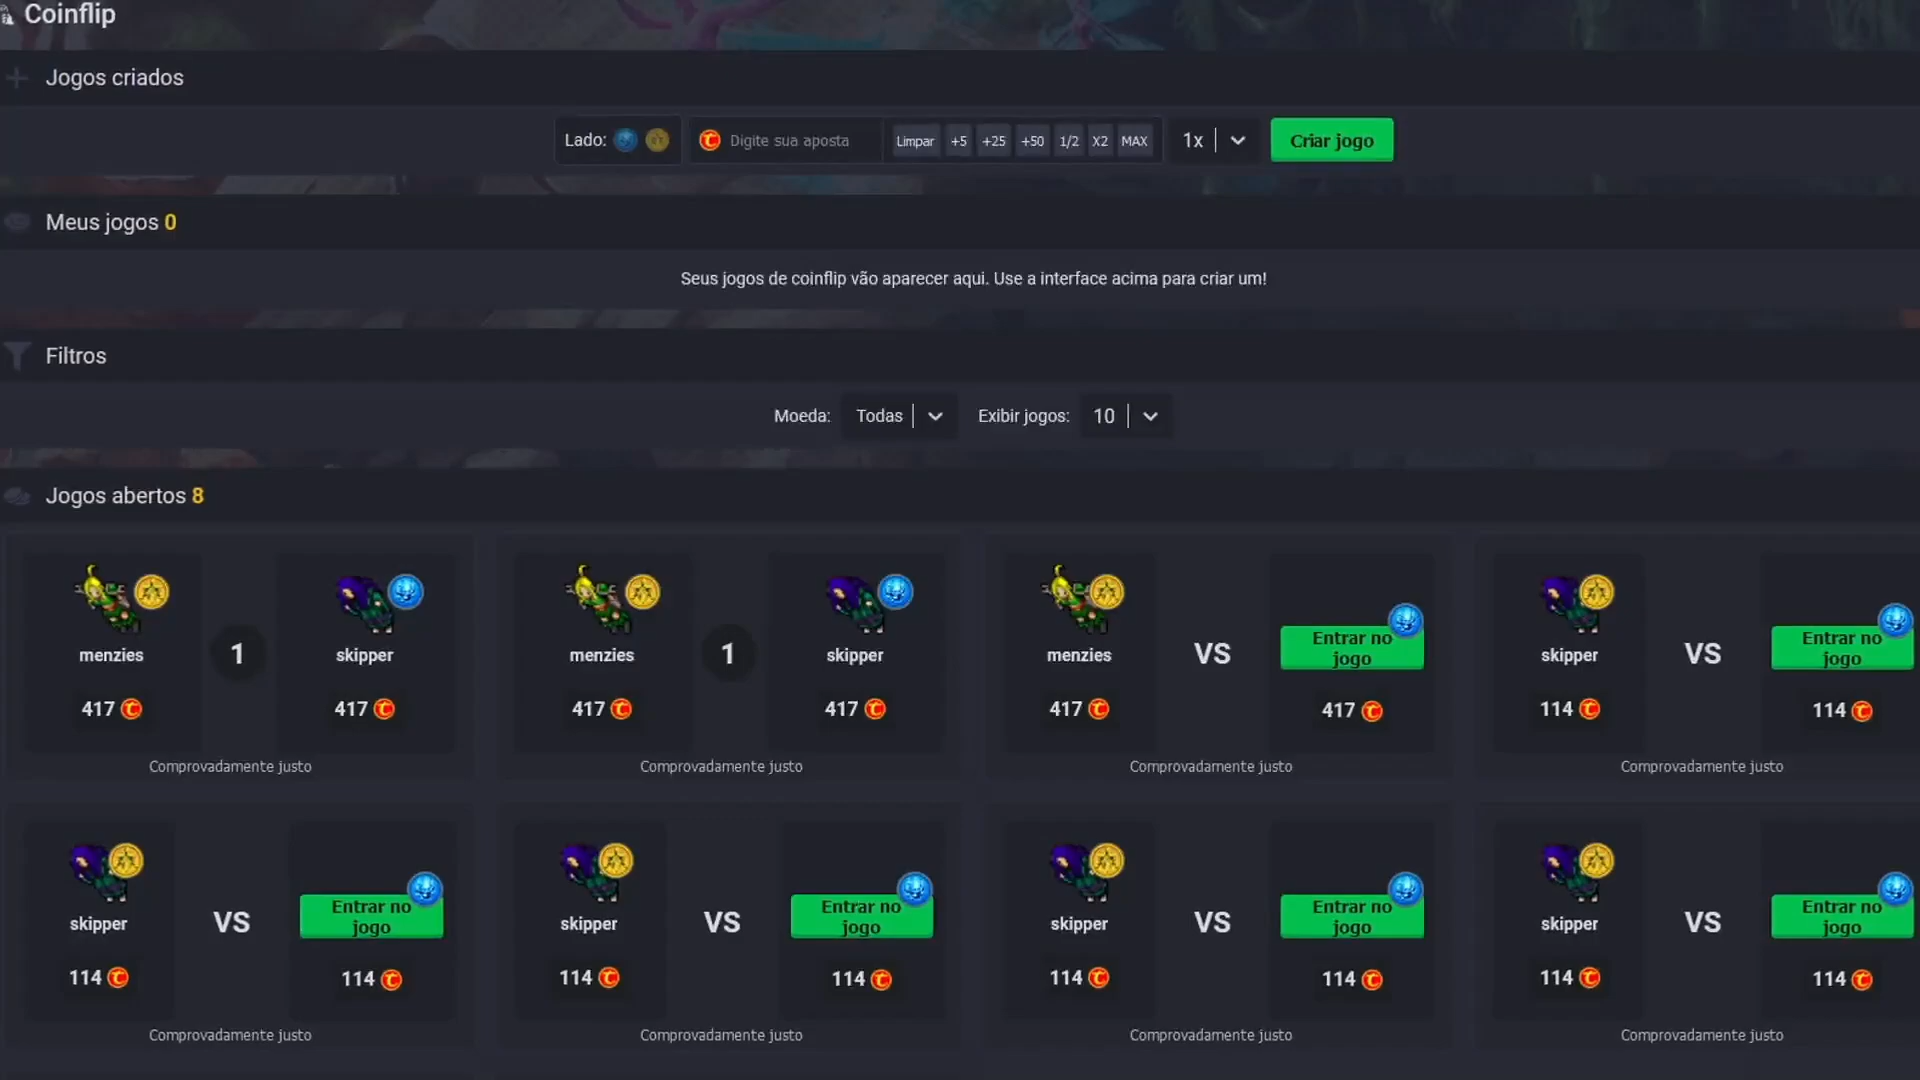 Coinflip
Jogos criados
Lado: Digite sua aposta Limpar +5 +25 +50 1/2 X2 MAX 1x Criar jogo
Meus jogos 0
Seus jogos de coinflip vão aparecer aqui. Use a interface acima para criar um!
Filtros
Moeda: Todas Exibir jogos: 10
Jogos abertos 8
menzies 1 skipper
417 417
Comprovadamente justo
menzies 1 skipper
417 417
Comprovadamente justo
menzies VS Entrar no
jogo
417 417
Comprovadamente justo
skipper VS Entrar no
jogo
114 114
Comprovadamente justo
skipper VS Entrar no
jogo
114 114
Comprovadamente justo
skipper VS Entrar no
jogo
114 114
Comprovadamente justo
skipper VS Entrar no
jogo
114 114
Comprovadamente justo
skipper VS Entrar no
jogo
114 114
Comprovadamente justo